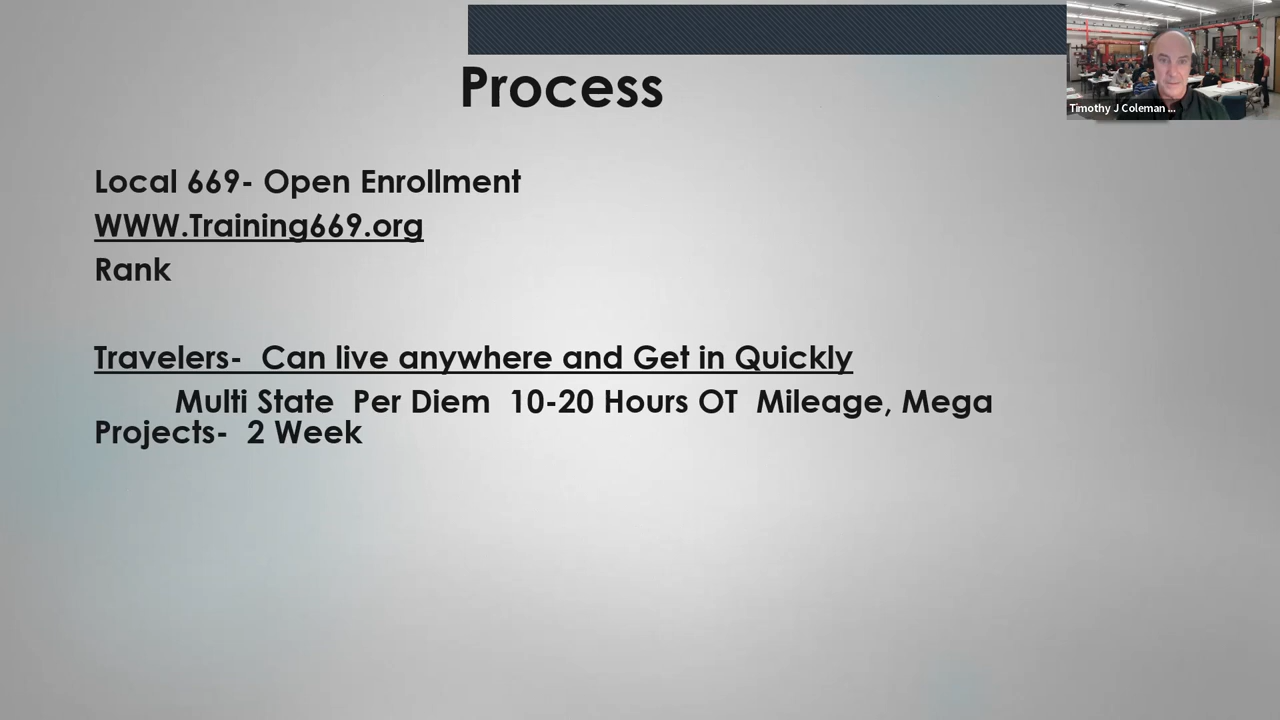 Process
Timothy J Coleman ...
Local 669- Open Enrollment
WWW.Training669.org
Rank
Travelers-  Can live anywhere and Get in Quickly
Multi State  Per Diem  10-20 Hours OT  Mileage, Mega
Projects-  2 Week